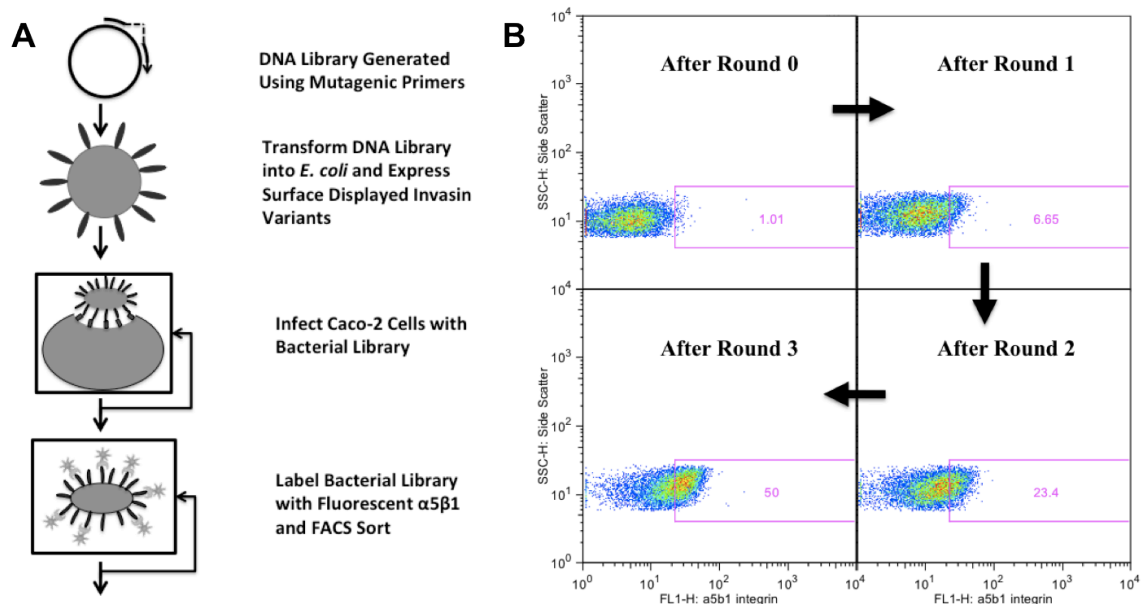 A
DNA Library Generated
Using Mutagenic Primers
Transform DNA Library
into E. coli and Express
Surface Displayed Invasin
Variants
Infect Caco-2 Cells with
Bacterial Library
Label Bacterial Library
with Fluorescent α5β1
and FACS Sort
B
SSC-H: Side Scatter
10⁴
10³
10²
10¹
After Round 0
1.01
After Round 1
6.65
SSC-H: Side Scatter
10⁴
10³
10²
10¹
10⁰
After Round 3
50
After Round 2
23.4
10⁰ 10¹ 10² 10³ 10⁴
FL1-H: a5b1 integrin
10¹ 10² 10³ 10⁴
FL1-H: a5b1 integrin